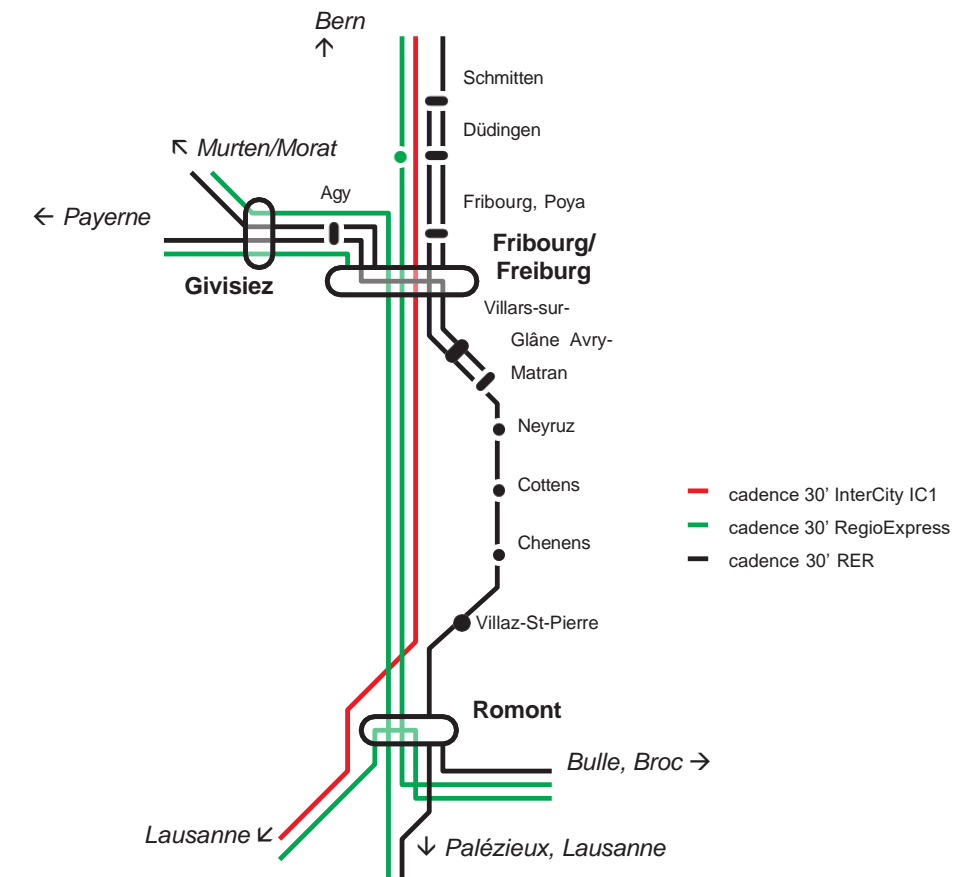 Bern
↑
Schmitten
Düdingen
↖ Murten/Morat
Agy
Fribourg, Poya
← Payerne
Fribourg/
Freiburg
Givisiez
Villars-sur-
Glâne Avry-
Matran
Neyruz
Cottens
cadence 30' InterCity IC1
cadence 30' RegioExpress
Chenens
cadence 30' RER
Villaz-St-Pierre
Romont
Bulle, Broc →
Lausanne ↙
↓ Palézieux, Lausanne